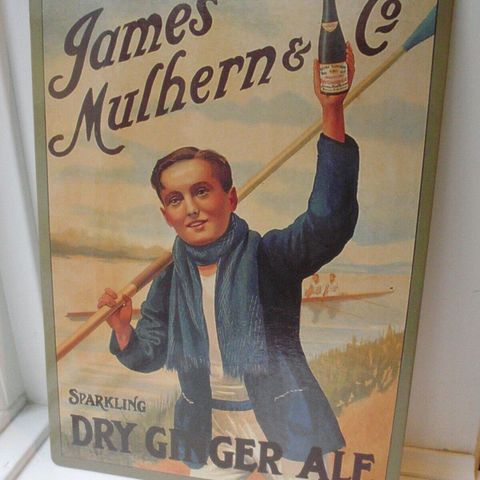 James
Mulhern & Co
SPARKLING
DRY GINGER ALE